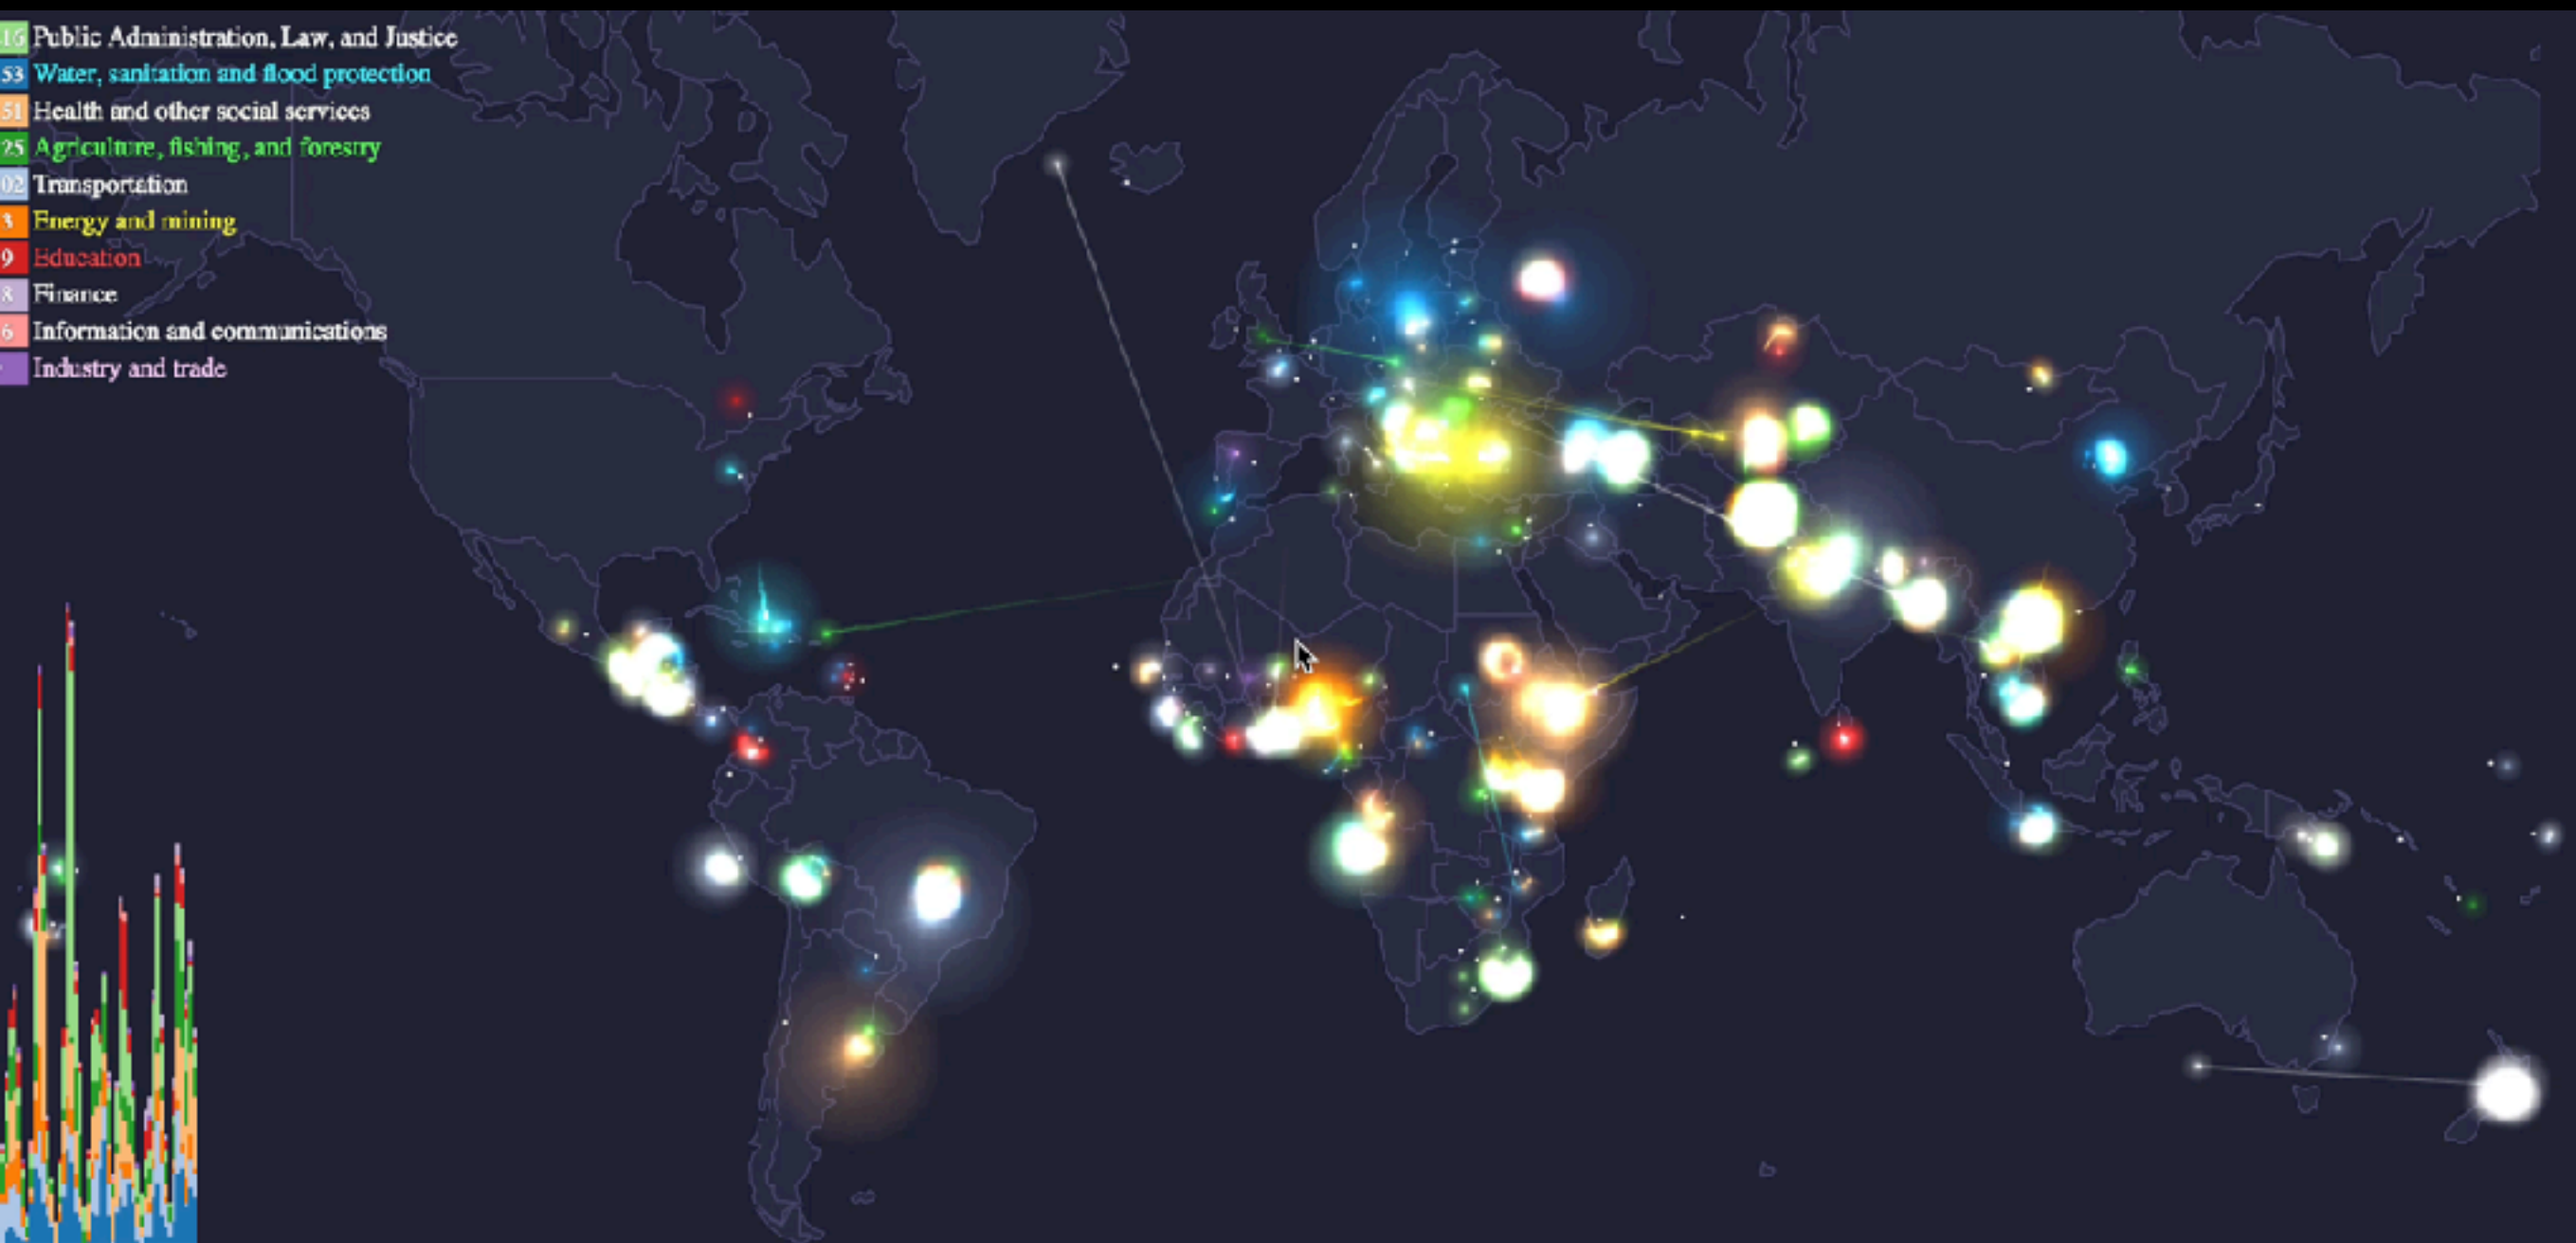 16 Public Administration, Law, and Justice
53 Water, sanitation and flood protection
51 Health and other social services
25 Agriculture, fishing, and forestry
02 Transportation
3 Energy and mining
9 Education
8 Finance
6 Information and communications
Industry and trade